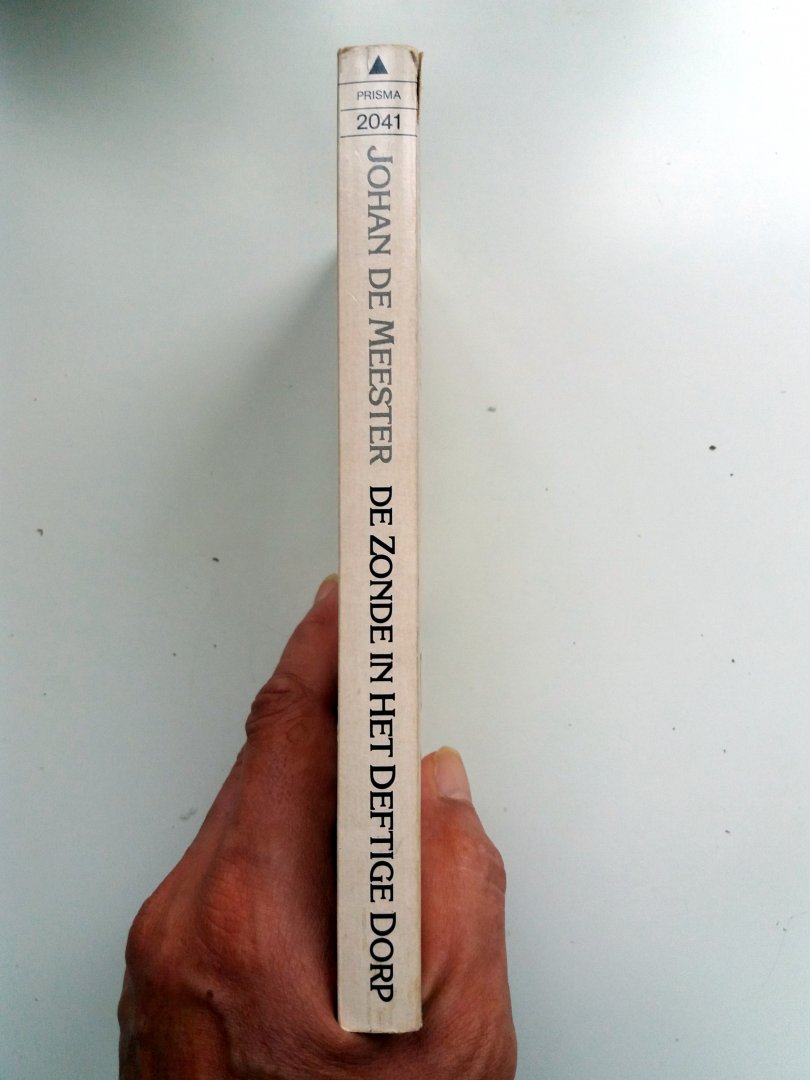 PRISMA
2041
JOHAN DE MEESTER DE ZONDE IN HET DEFTIGE DORP